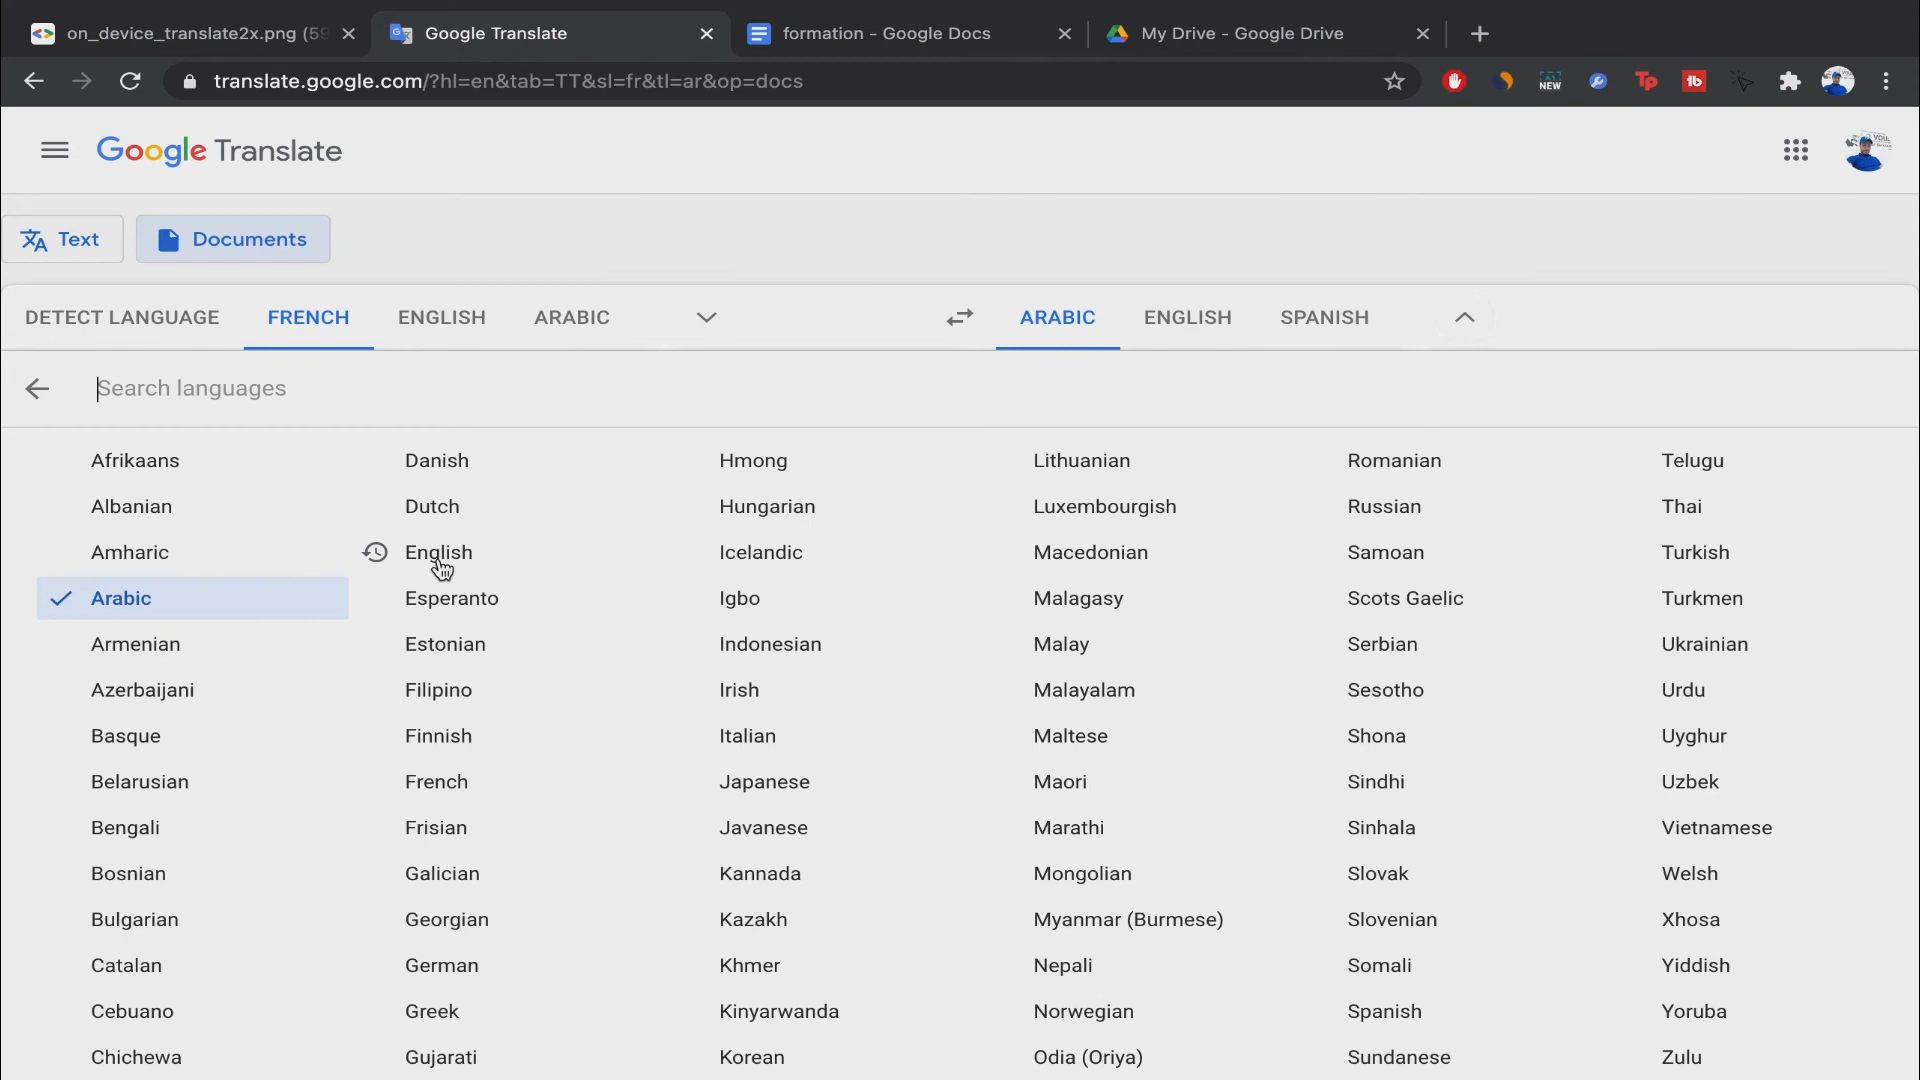 on_device_translate2x.png (59
Google Translate
formation - Google Docs
My Drive - Google Drive
translate.google.com/?hl=en&tab=TT&sl=fr&tl=ar&op=docs
NEW
Tp
tb
Google Translate
Text
Documents
DETECT LANGUAGE FRENCH ENGLISH ARABIC ARABIC ENGLISH SPANISH
Search languages
Afrikaans Danish Hmong Lithuanian Romanian Telugu
Albanian Dutch Hungarian Luxembourgish Russian Thai
Amharic English Icelandic Macedonian Samoan Turkish
Arabic Esperanto Igbo Malagasy Scots Gaelic Turkmen
Armenian Estonian Indonesian Malay Serbian Ukrainian
Azerbaijani Filipino Irish Malayalam Sesotho Urdu
Basque Finnish Italian Maltese Shona Uyghur
Belarusian French Japanese Maori Sindhi Uzbek
Bengali Frisian Javanese Marathi Sinhala Vietnamese
Bosnian Galician Kannada Mongolian Slovak Welsh
Bulgarian Georgian Kazakh Myanmar (Burmese) Slovenian Xhosa
Catalan German Khmer Nepali Somali Yiddish
Cebuano Greek Kinyarwanda Norwegian Spanish Yoruba
Chichewa Gujarati Korean Odia (Oriya) Sundanese Zulu